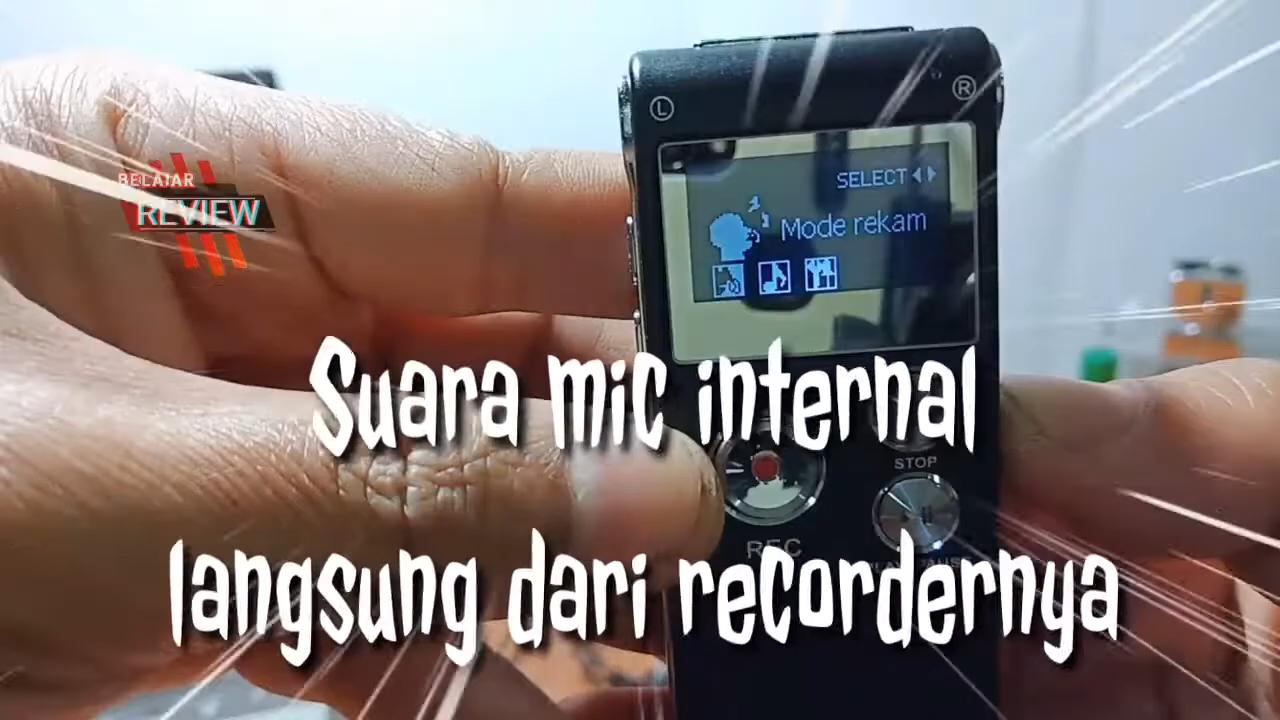 L
R
BELAJAR
REVIEW
SELECT
Mode rekam
Suara mic internal
STOP
REC
langsung dari recordernya